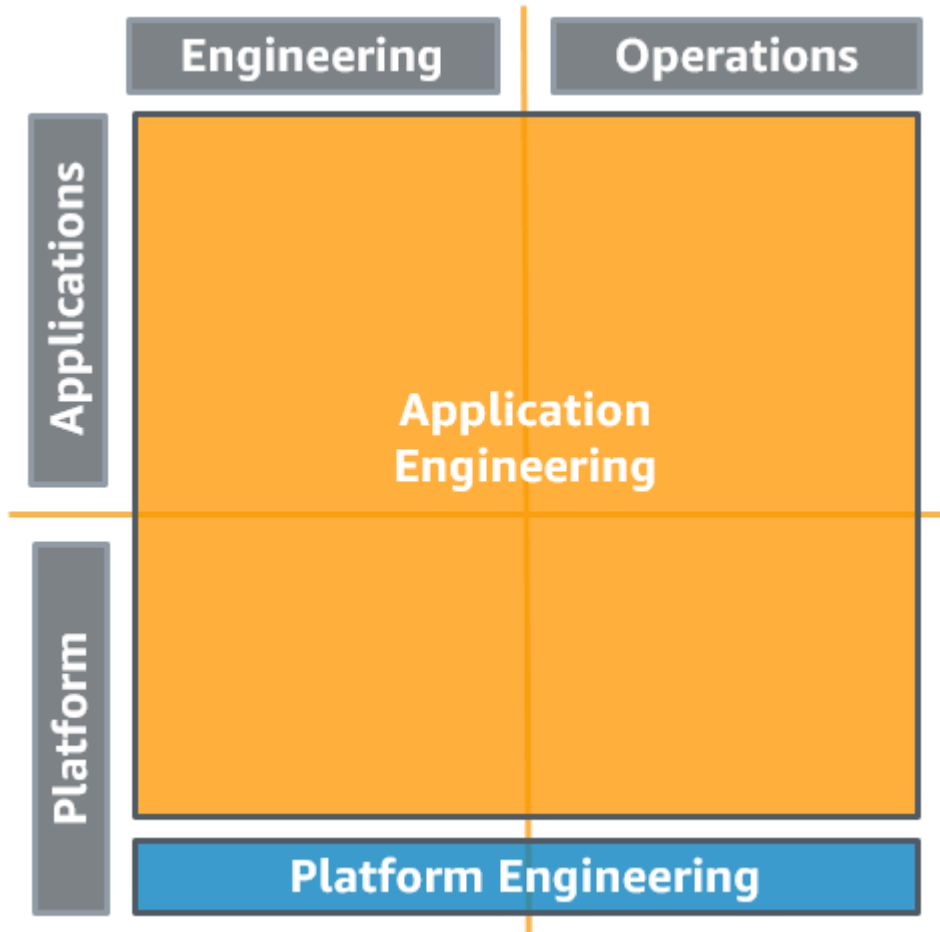 Engineering
Operations
Applications
Application
Engineering
Platform
Platform Engineering